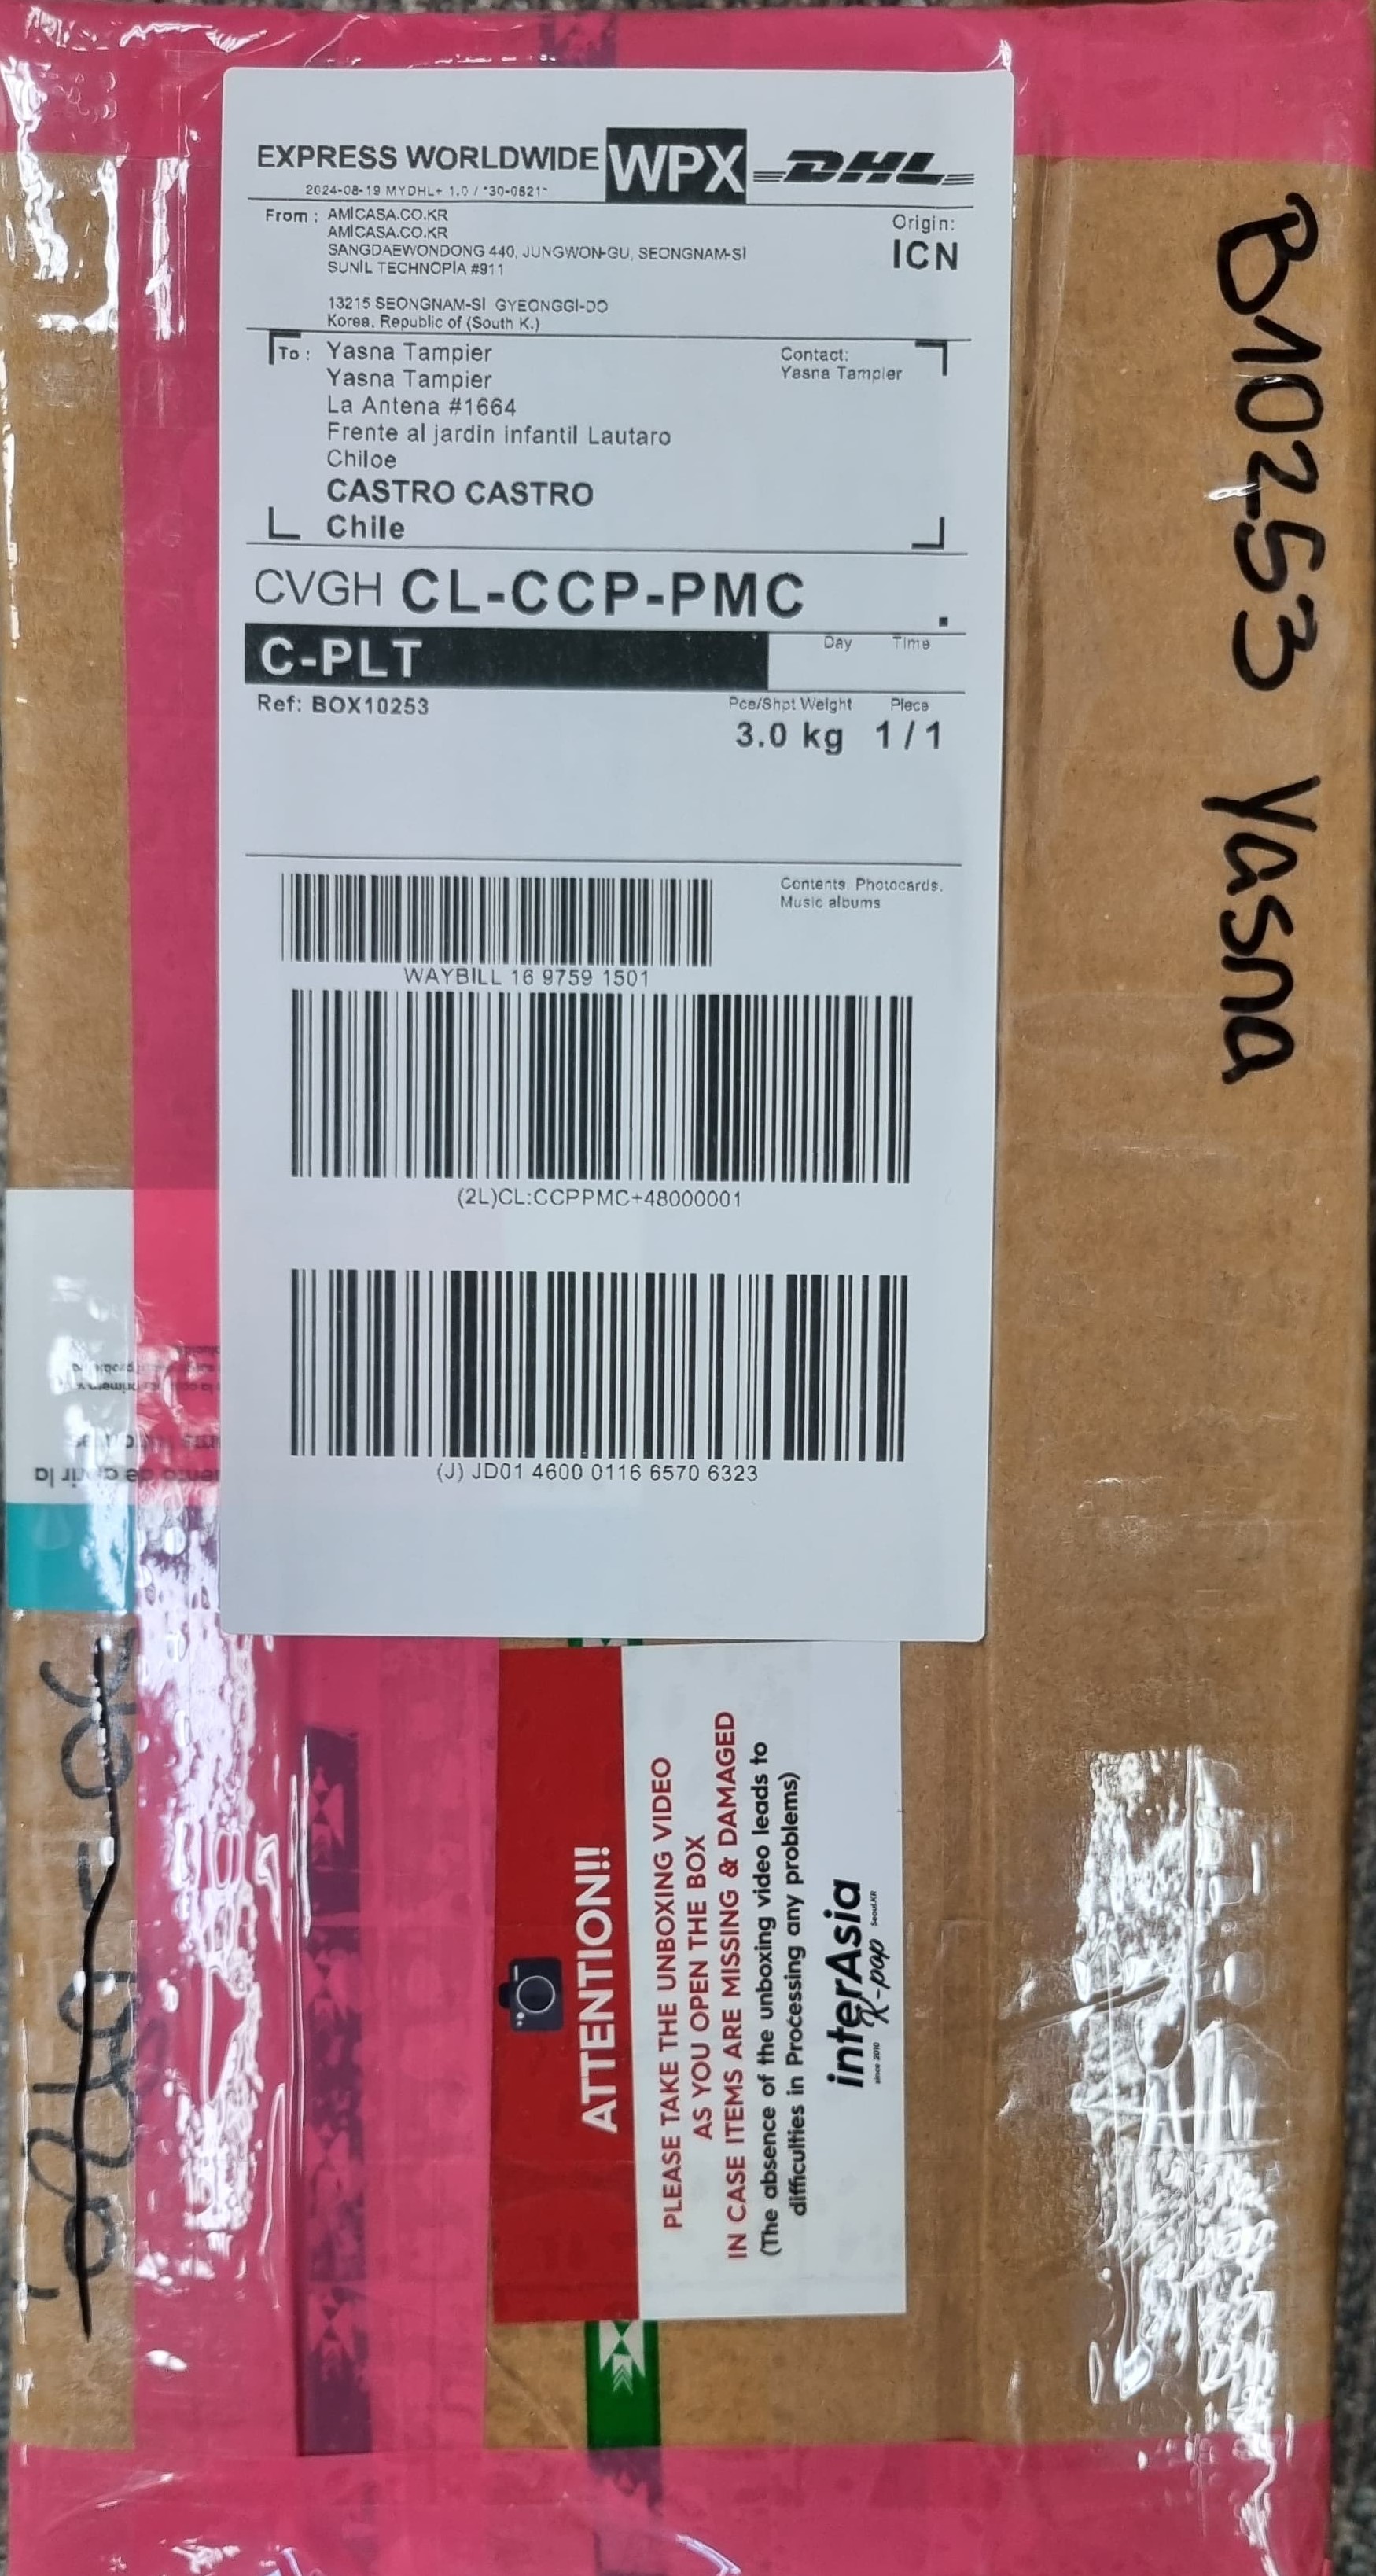 EXPRESS WORLDWIDE WPX DHL
2024-08-19 MYDHL+ 1.0 / *30-0821*
From : AMICASA.CO.KR
AMICASA.CO.KR
SANGDAEWONDONG 440, JUNGWON-GU, SEONGNAM-SI
SUNIL TECHNOPIA #911
13215 SEONGNAM-SI GYEONGGI-DO
Korea, Republic of (South K.)
Origin:
ICN
To : Yasna Tampier
Yasna Tampier
La Antena #1664
Frente al jardin infantil Lautaro
Chiloe
CASTRO CASTRO
Chile
Contact:
Yasna Tampier
CVGH CL-CCP-PMC
C-PLT
Day Time
Ref: BOX10253
Pce/Shpt Weight Piece
3.0 kg 1 / 1
Contents: Photocards,
Music albums
WAYBILL 16 9759 1501
(2L)CL:CCPPMC+48000001
(J) JD01 4600 0116 6570 6323
B10253 Yasna
ATTENTION!!
PLEASE TAKE THE UNBOXING VIDEO
AS YOU OPEN THE BOX
IN CASE ITEMS ARE MISSING & DAMAGED
(The absence of the unboxing video leads to
difficulties in Processing any problems)
interAsia
since 2010 K-pop Seoul.KR